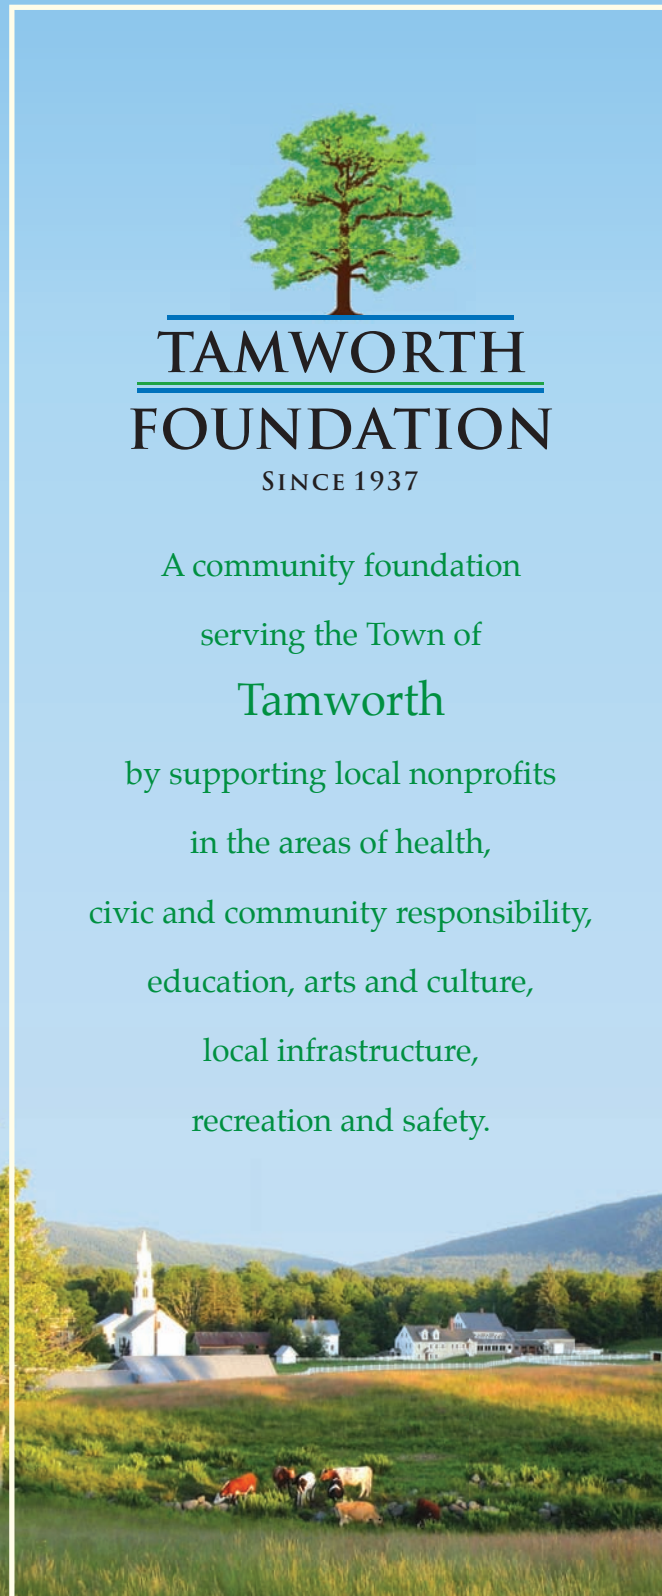 TAMWORTH
FOUNDATION
SINCE 1937
A community foundation
serving the Town of
Tamworth
by supporting local nonprofits
in the areas of health,
civic and community responsibility,
education, arts and culture,
local infrastructure,
recreation and safety.